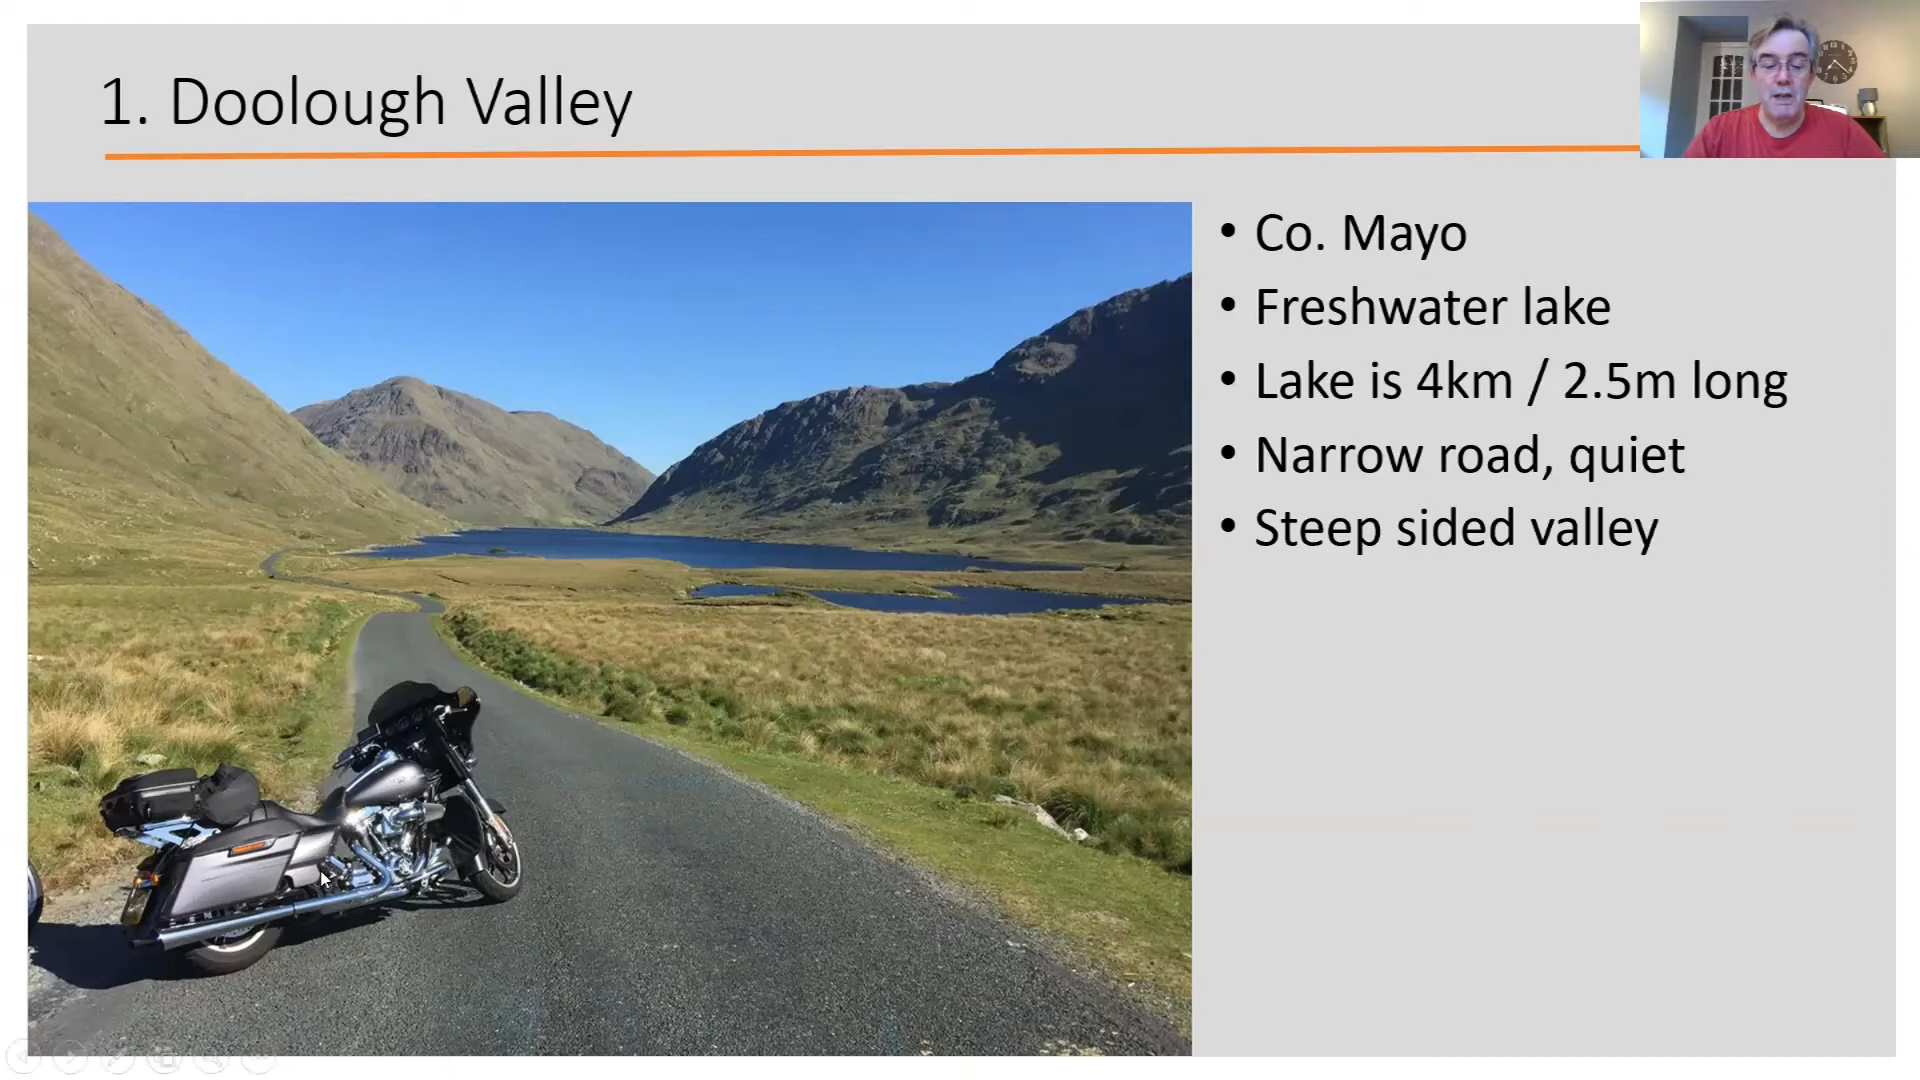 1. Doolough Valley
• Co. Mayo
• Freshwater lake
• Lake is 4km / 2.5m long
• Narrow road, quiet
• Steep sided valley